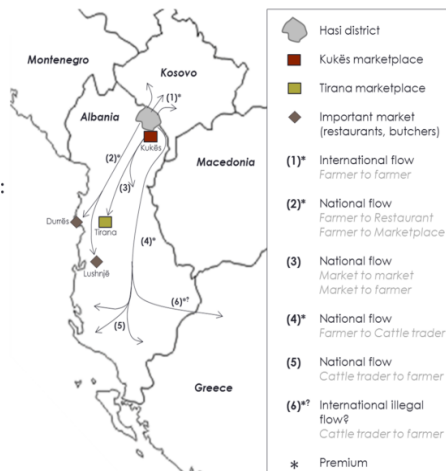 Montenegro
Kosovo
(1)*
Albania
Kukës
Macedonia
(2)*
(3)
:
Durrës
Tirana
(4)*
Lushnjë
(6)*?
(5)
Greece
Hasi district
Kukës marketplace
Tirana marketplace
Important market
(restaurants, butchers)
(1)* International flow
Farmer to farmer
(2)* National flow
Farmer to Restaurant
Farmer to Marketplace
(3) National flow
Market to market
Market to farmer
(4)* National flow
Farmer to Cattle trader
(5) National flow
Cattle trader to farmer
(6)*? International illegal
flow?
Cattle trader to farmer
* Premium